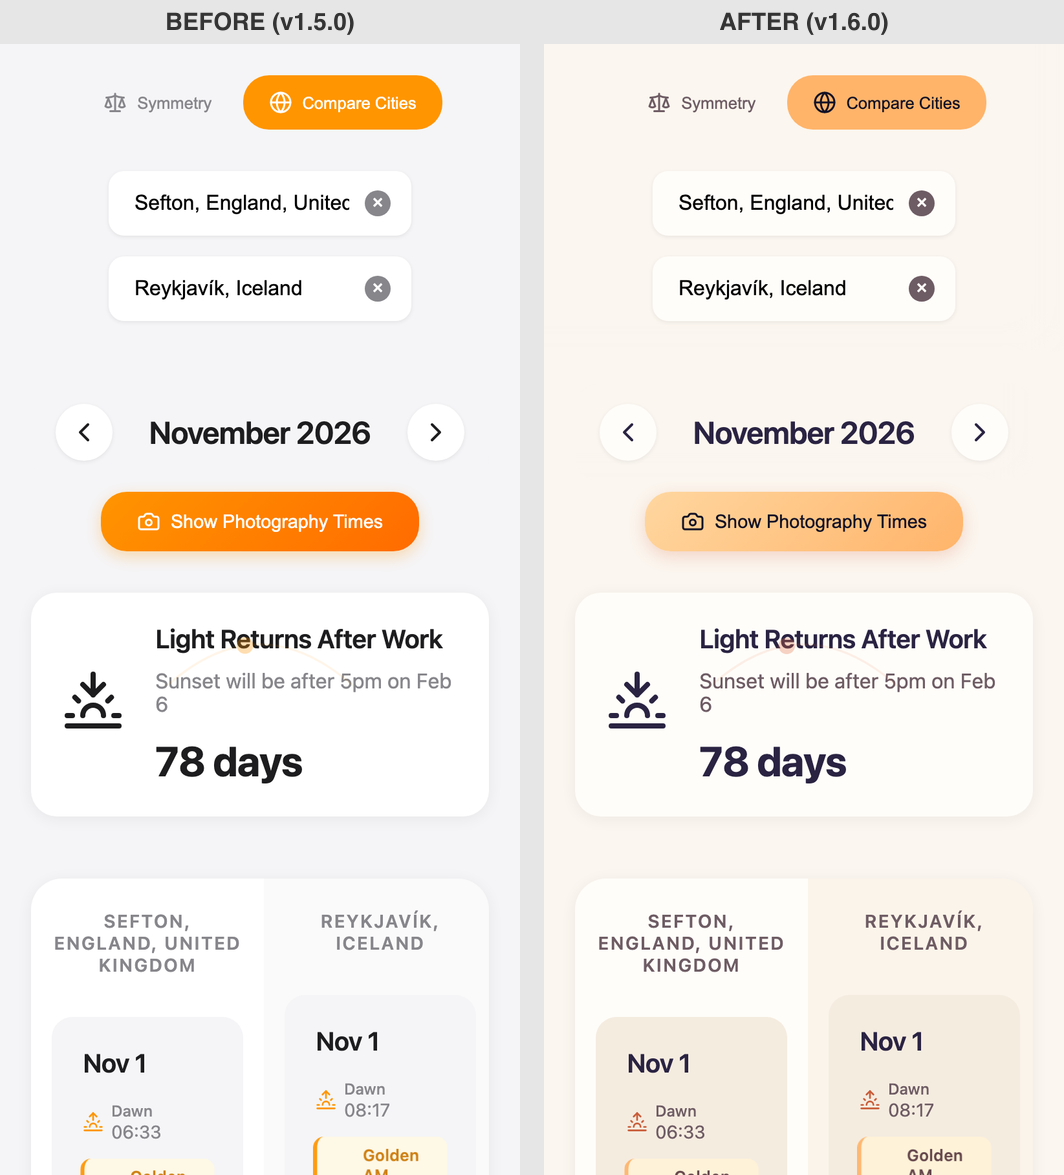 BEFORE (v1.5.0)
Symmetry
Compare Cities
Sefton, England, Unitec
Reykjavík, Iceland
November 2026
Show Photography Times
Light Returns After Work
Sunset will be after 5pm on Feb
6
78 days
SEFTON,
ENGLAND, UNITED
KINGDOM
Nov 1
Dawn
06:33
Golden
REYKJAVÍK,
ICELAND
Nov 1
Dawn
08:17
Golden
AM
AFTER (v1.6.0)
Symmetry
Compare Cities
Sefton, England, Unitec
Reykjavík, Iceland
November 2026
Show Photography Times
Light Returns After Work
Sunset will be after 5pm on Feb
6
78 days
SEFTON,
ENGLAND, UNITED
KINGDOM
Nov 1
Dawn
06:33
Golden
REYKJAVÍK,
ICELAND
Nov 1
Dawn
08:17
Golden
AM